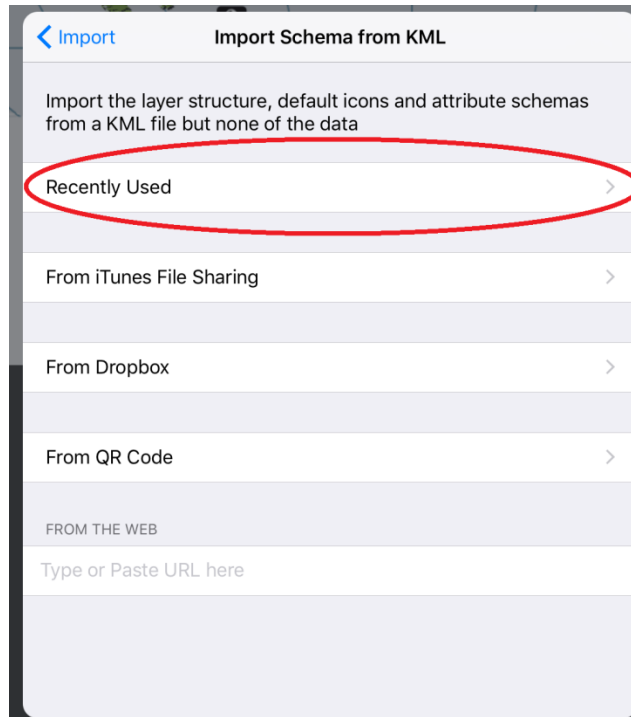 Import
Import Schema from KML
Import the layer structure, default icons and attribute schemas
from a KML file but none of the data
Recently Used
From iTunes File Sharing
From Dropbox
From QR Code
FROM THE WEB
Type or Paste URL here